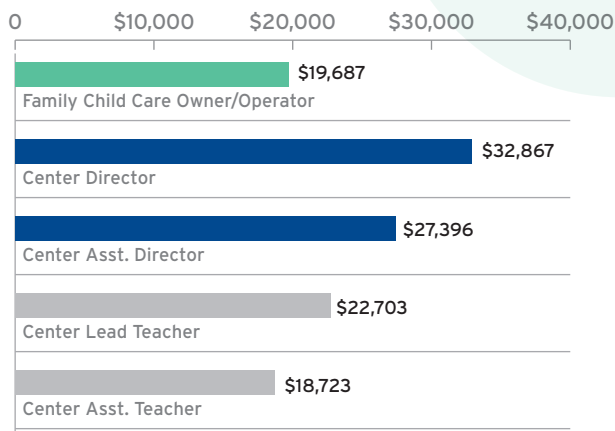 0 $10,000 $20,000 $30,000 $40,000
$19,687
Family Child Care Owner/Operator
$32,867
Center Director
$27,396
Center Asst. Director
$22,703
Center Lead Teacher
$18,723
Center Asst. Teacher